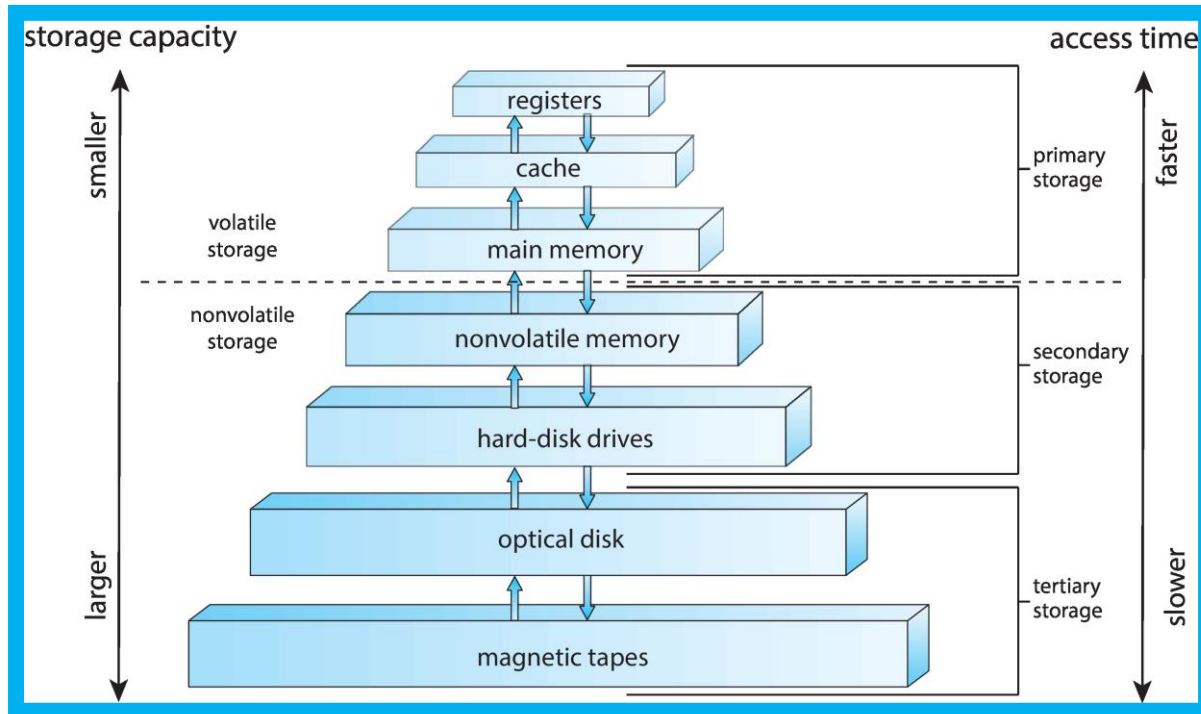 storage capacity
access time
smaller
larger
faster
slower
registers
cache
main memory
volatile
storage
nonvolatile
storage
nonvolatile memory
hard-disk drives
optical disk
magnetic tapes
primary
storage
secondary
storage
tertiary
storage